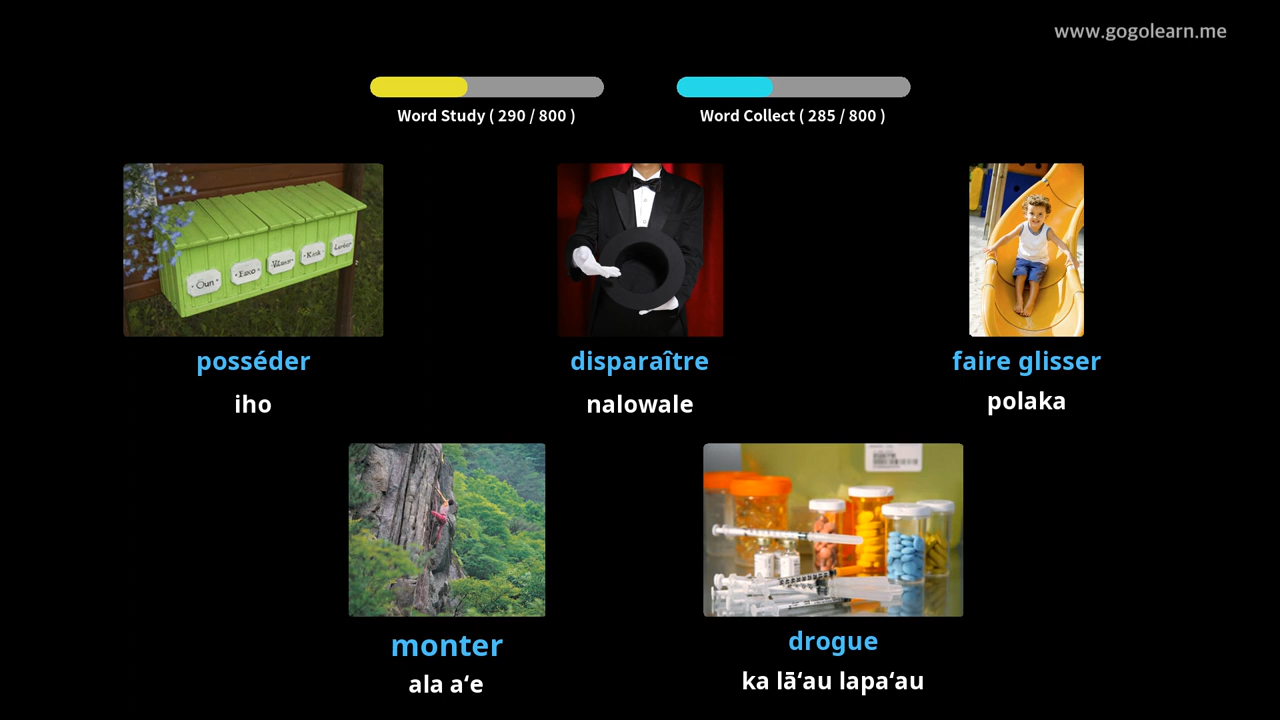 www.gogolearn.me
Word Study ( 290 / 800 )
Word Collect ( 285 / 800 )
posséder
iho
disparaître
nalowale
faire glisser
polaka
monter
ala aʻe
drogue
ka lāʻau lapaʻau